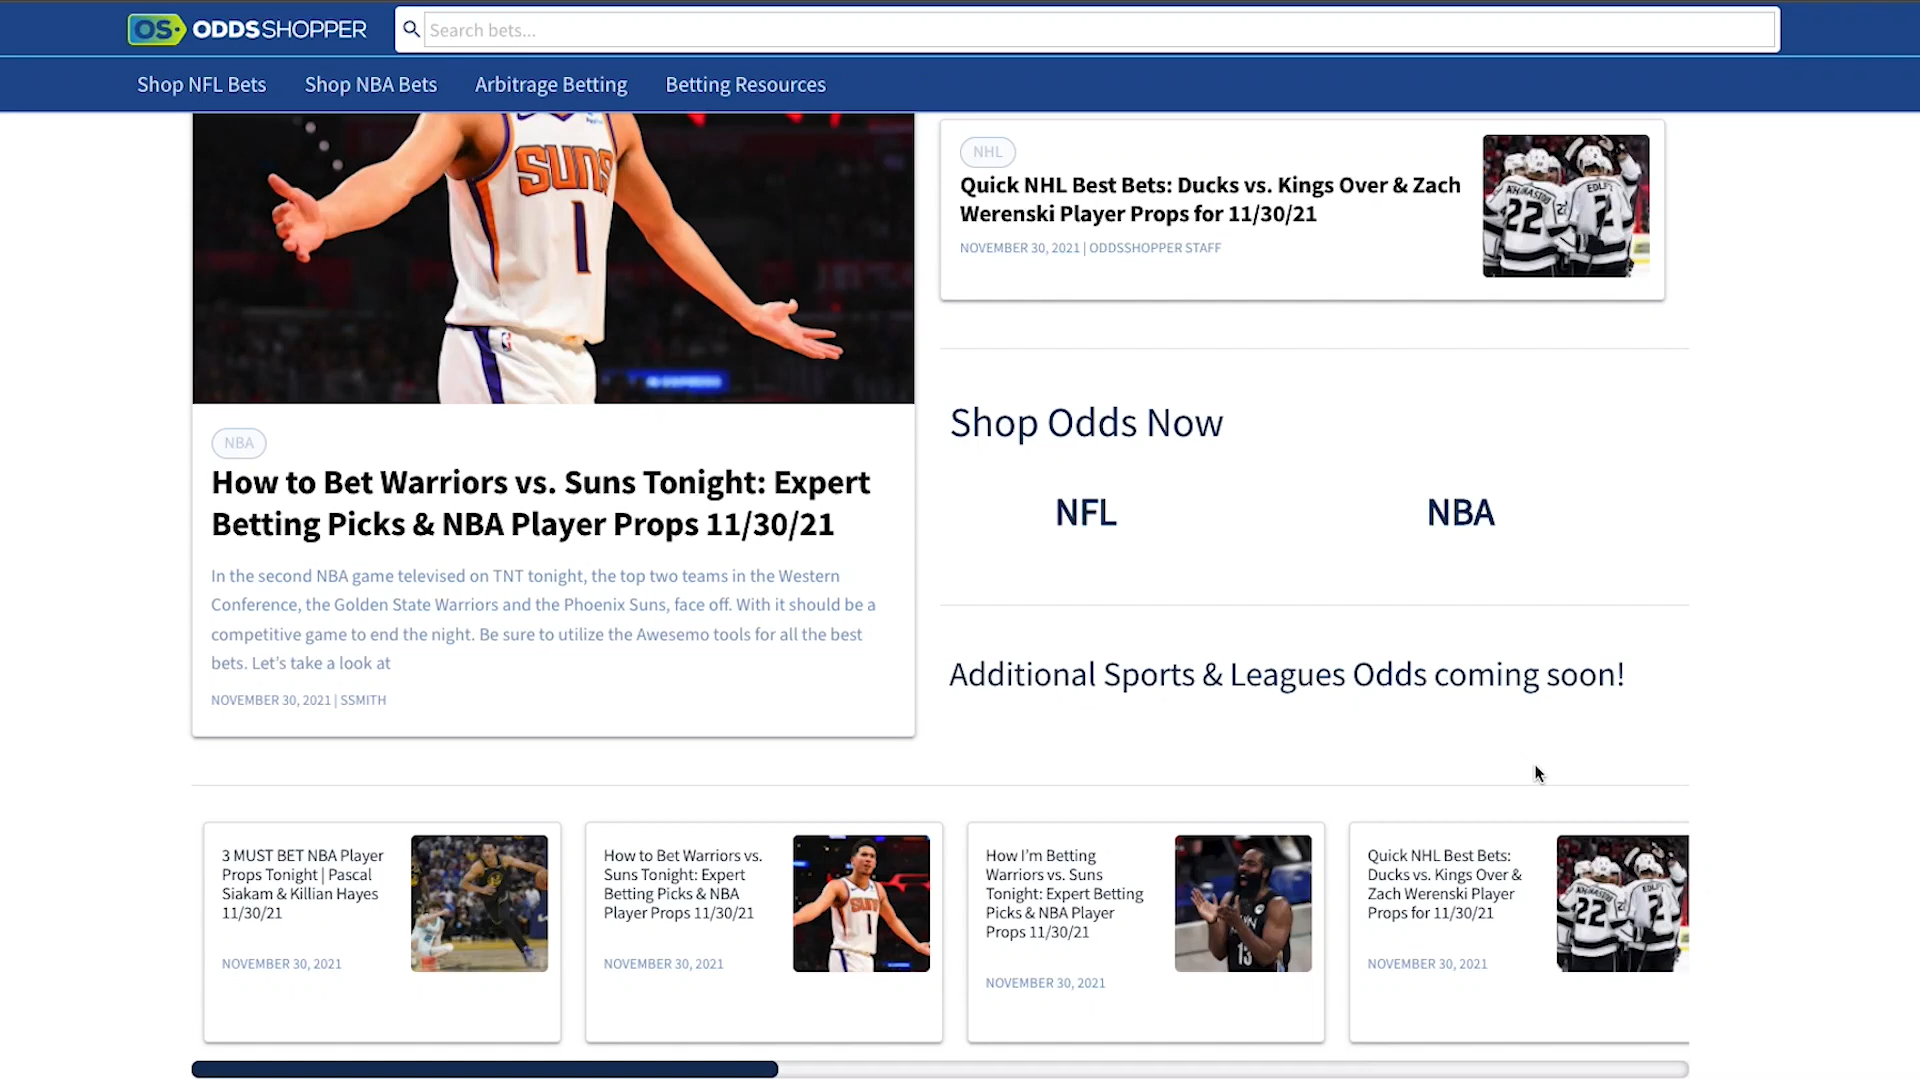 OS ODDSSHOPPER
Search bets...
Shop NFL Bets
Shop NBA Bets
Arbitrage Betting
Betting Resources
SUNS
1
NBA
How to Bet Warriors vs. Suns Tonight: Expert
Betting Picks & NBA Player Props 11/30/21
In the second NBA game televised on TNT tonight, the top two teams in the Western
Conference, the Golden State Warriors and the Phoenix Suns, face off. With it should be a
competitive game to end the night. Be sure to utilize the Awesemo tools for all the best
bets. Let's take a look at
NOVEMBER 30, 2021 | SSMITH
NHL
Quick NHL Best Bets: Ducks vs. Kings Over & Zach
Werenski Player Props for 11/30/21
NOVEMBER 30, 2021 | ODDSSHOPPER STAFF
22
2
Shop Odds Now
NFL
NBA
Additional Sports & Leagues Odds coming soon!
3 MUST BET NBA Player
Props Tonight | Pascal
Siakam & Killian Hayes
11/30/21
NOVEMBER 30, 2021
How to Bet Warriors vs.
Suns Tonight: Expert
Betting Picks & NBA
Player Props 11/30/21
NOVEMBER 30, 2021
SUNS
1
How I'm Betting
Warriors vs. Suns
Tonight: Expert Betting
Picks & NBA Player
Props 11/30/21
NOVEMBER 30, 2021
13
Quick NHL Best Bets:
Ducks vs. Kings Over &
Zach Werenski Player
Props for 11/30/21
NOVEMBER 30, 2021
22
2